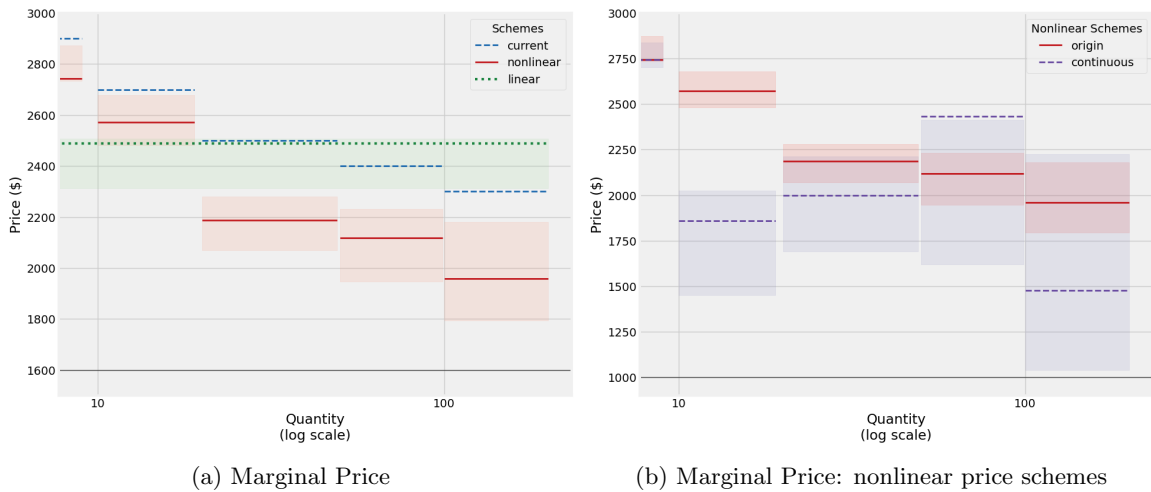 3000
2800
2600
2400
2200
2000
1800
1600
Price ($)
10
100
Quantity
(log scale)
Schemes
current
nonlinear
linear
(a) Marginal Price
3000
2750
2500
2250
2000
1750
1500
1250
1000
Price ($)
10
100
Quantity
(log scale)
Nonlinear Schemes
origin
continuous
(b) Marginal Price: nonlinear price schemes